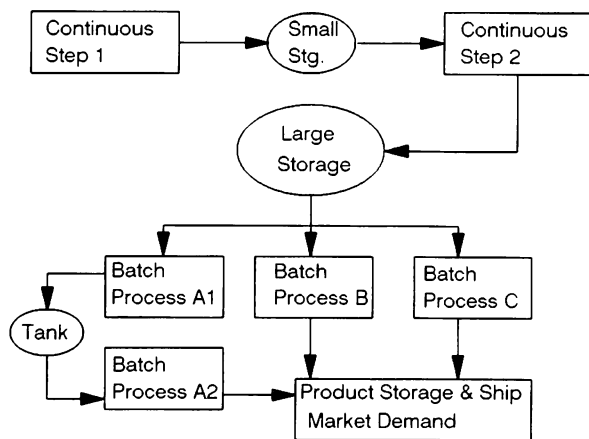 Continuous
Step 1
Small
Stg.
Continuous
Step 2
Large
Storage
Batch
Process A1
Batch
Process B
Batch
Process C
Tank
Batch
Process A2
Product Storage & Ship
Market Demand